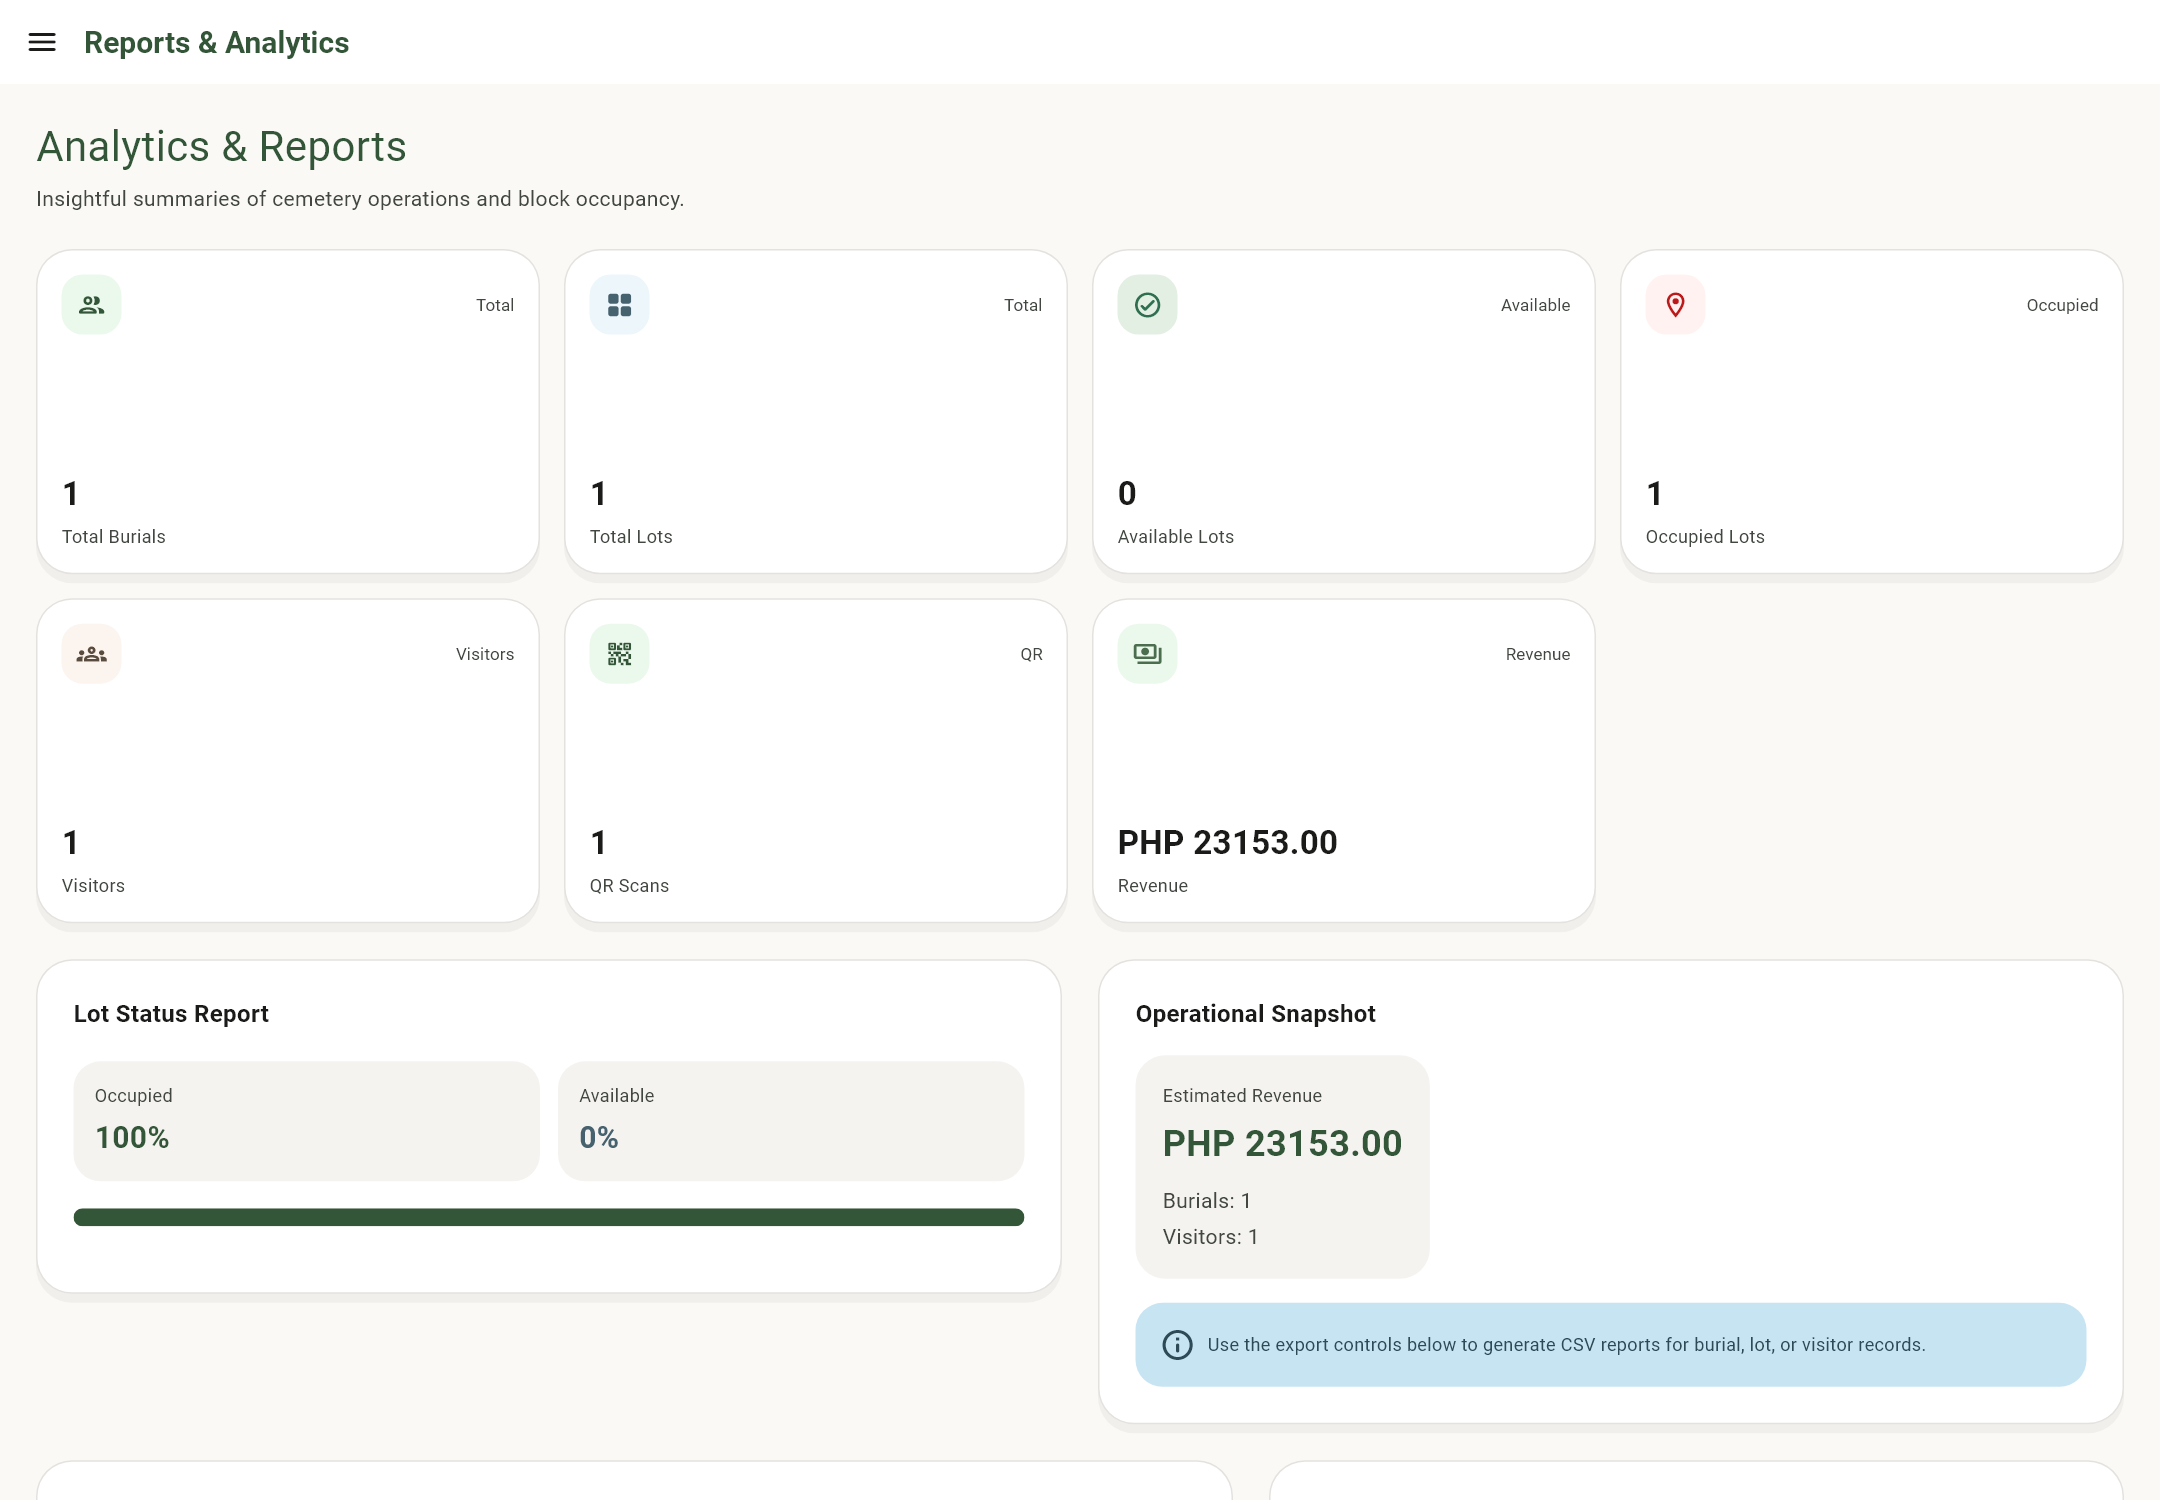 Reports & Analytics
Analytics & Reports
Insightful summaries of cemetery operations and block occupancy.
Total
1
Total Burials
Total
1
Total Lots
Available
0
Available Lots
Occupied
1
Occupied Lots
Visitors
1
Visitors
QR
1
QR Scans
Revenue
PHP 23153.00
Revenue
Lot Status Report
Occupied
100%
Available
0%
Operational Snapshot
Estimated Revenue
PHP 23153.00
Burials: 1
Visitors: 1
Use the export controls below to generate CSV reports for burial, lot, or visitor records.